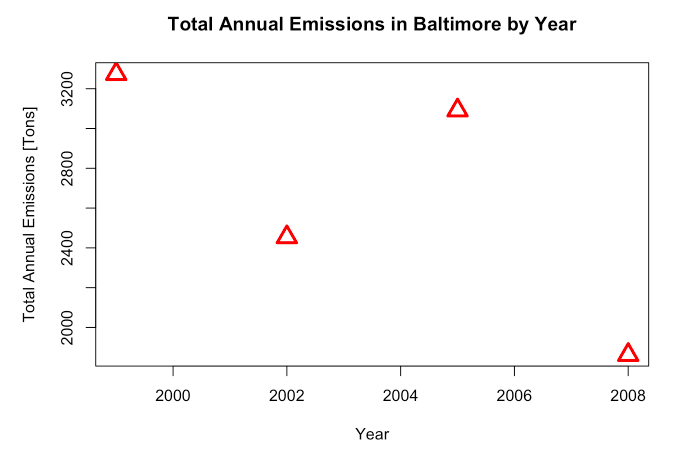 Total Annual Emissions in Baltimore by Year
Total Annual Emissions [Tons]
3200
2800
2400
2000
2000 2002 2004 2006 2008
Year